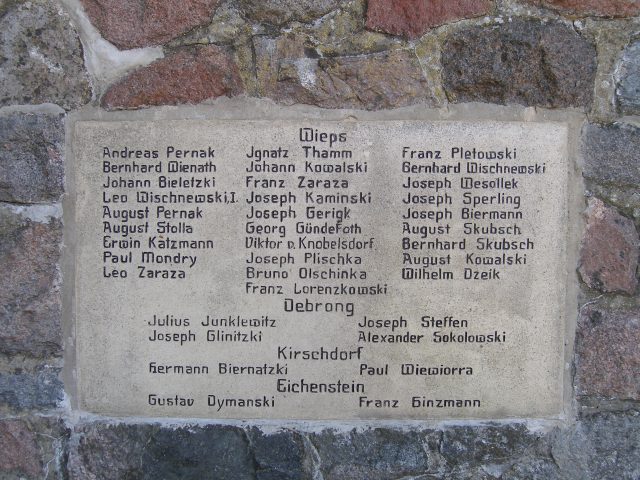 Wieps
Andreas Pernak
Bernhard Wienath
Johann Bieletzki
Leo Wischnewski,I.
August Pernak
August Stolla
Erwin Katzmann
Paul Mondry
Leo Zaraza
Jgnatz Thamm
Johann Kowalski
Franz Zaraza
Joseph Kaminski
Joseph Gerigk
Georg Gündefoth
Viktor v. Knobelsdorf.
Joseph Plischka
Bruno Olschinka
Franz Lorenzkowski
Franz Pletowski
Bernhard Wischnewski
Joseph Wesollek
Joseph Sperling
Joseph Biermann
August Skubsch
Bernhard Skubsch
August Kowalski
Wilhelm Dzeik
Debrong
Julius Junklewitz
Joseph Steffen
Joseph Glinitzki
Alexander Sokolowski
Kirschdorf
Hermann Biernatzki
Paul Wiewiorra
Eichenstein
Gustav Dymanski
Franz Hinzmann